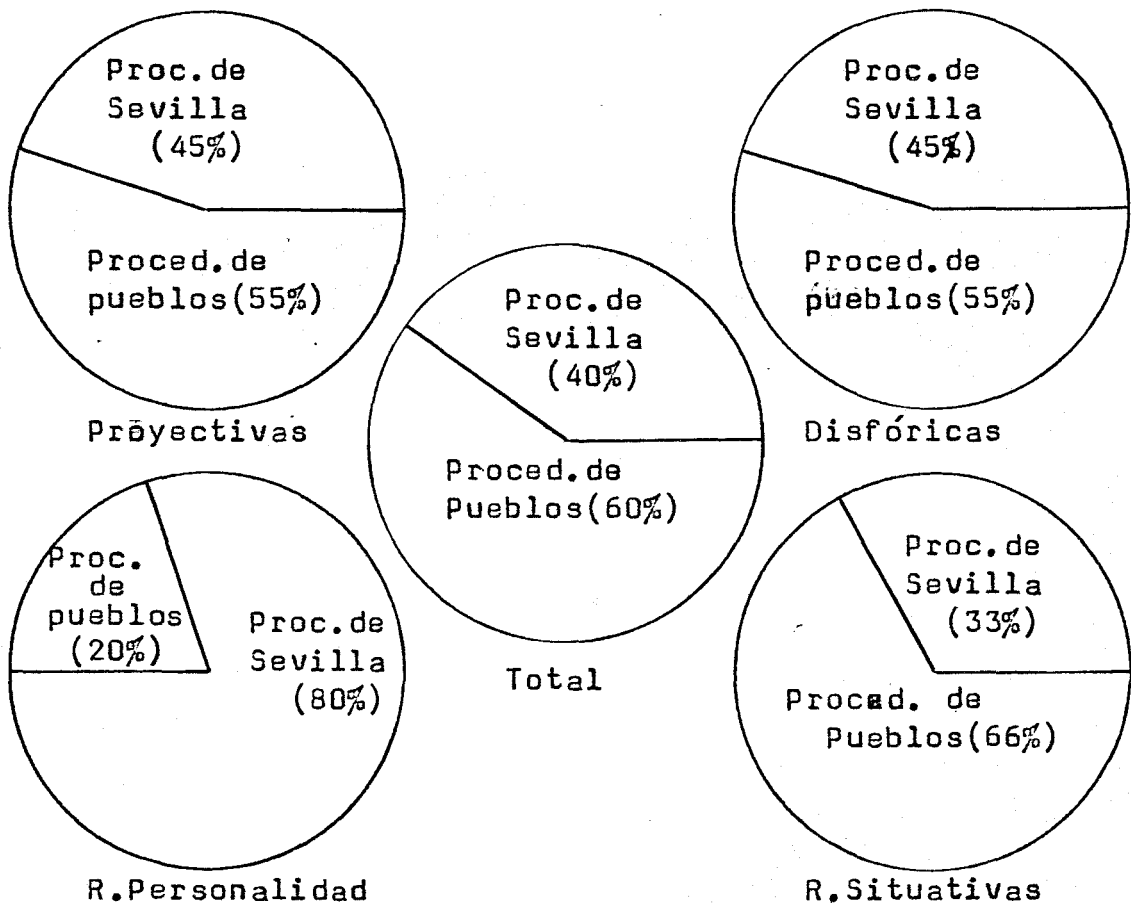 Proc.de
Sevilla
(45%)
Proced.de
pueblos(55%)
Proyectivas
Proc.de
Sevilla
(45%)
Proced.de
pueblos(55%)
Disfóricas
Proc.de
Sevilla
(40%)
Proced.de
Pueblos(60%)
Total
Proc.
de
pueblos
(20%)
Proc.de
Sevilla
(80%)
R.Personalidad
Proc.de
Sevilla
(33%)
Proced. de
Pueblos(66%)
R.Situativas